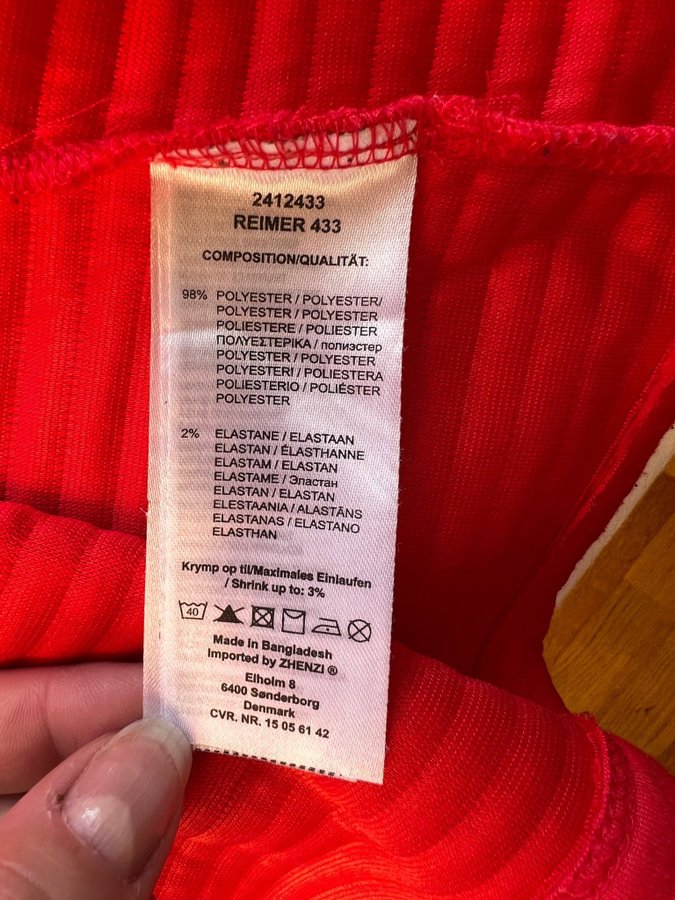 2412433
REIMER 433
COMPOSITION/QUALITÄT:
98% POLYESTER / POLYESTER/
POLYESTER / POLYESTER
POLIESTERE / POLIESTER
ΠΟΛΥΕΣΤΕΡΙΚΑ / полиэстер
POLYESTER / POLYESTER
POLYESTERI / POLIESTERA
POLIESTERIO / POLIÉSTER
POLYESTER
2% ELASTANE / ELASTAAN
ELASTAN / ÉLASTHANNE
ELASTAM / ELASTAN
ELASTAME / Эластан
ELASTAN / ELASTAN
ELESTAANIA / ALASTĀNS
ELASTANAS / ELASTANO
ELASTHAN
Krymp op til/Maximales Einlaufen
/ Shrink up to: 3%
40
Made in Bangladesh
Imported by ZHENZI ®
Elholm 8
6400 Sønderborg
Denmark
CVR. NR. 15 05 61 42